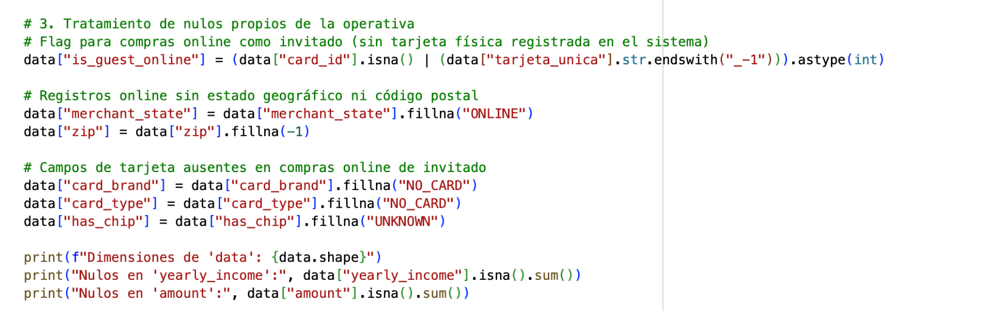 # 3. Tratamiento de nulos propios de la operativa
# Flag para compras online como invitado (sin tarjeta física registrada en el sistema)
data["is_guest_online"] = (data["card_id"].isna() | (data["tarjeta_unica"].str.endswith("_-1"))).astype(int)
# Registros online sin estado geográfico ni código postal
data["merchant_state"] = data["merchant_state"].fillna("ONLINE")
data["zip"] = data["zip"].fillna(-1)
# Campos de tarjeta ausentes en compras online de invitado
data["card_brand"] = data["card_brand"].fillna("NO_CARD")
data["card_type"] = data["card_type"].fillna("NO_CARD")
data["has_chip"] = data["has_chip"].fillna("UNKNOWN")
print(f"Dimensiones de 'data': {data.shape}")
print("Nulos en 'yearly_income':", data["yearly_income"].isna().sum())
print("Nulos en 'amount':", data["amount"].isna().sum())